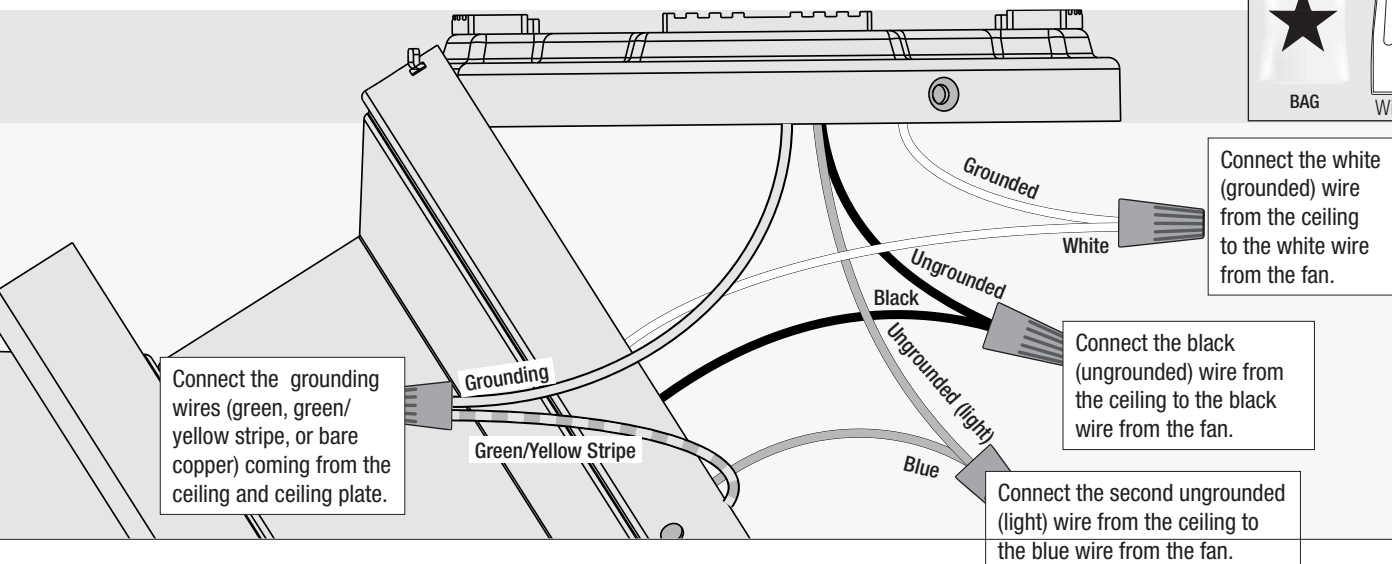 BAG
Connect the white
(grounded) wire
from the ceiling
to the white wire
from the fan.
Grounded
White
Ungrounded
Black
Connect the black
(ungrounded) wire from
the ceiling to the black
wire from the fan.
Ungrounded (light)
Blue
Connect the second ungrounded
(light) wire from the ceiling to
the blue wire from the fan.
Connect the grounding
wires (green, green/
yellow stripe, or bare
copper) coming from the
ceiling and ceiling plate.
Grounding
Green/Yellow Stripe